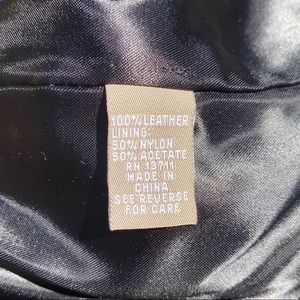 100% LEATHER
LINING:
50% NYLON
50% ACETATE
RN 13711
MADE IN
CHINA
SEE REVERSE
FOR CARE